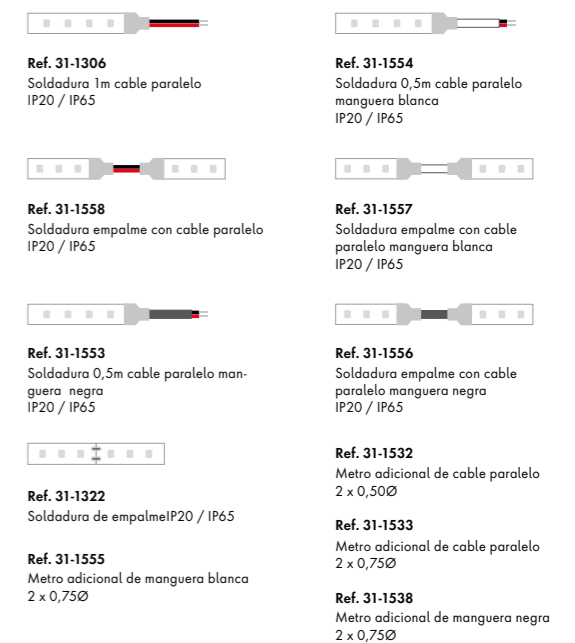 Ref. 31-1306
Soldadura 1m cable paralelo
IP20 / IP65
Ref. 31-1554
Soldadura 0,5m cable paralelo
manguera blanca
IP20 / IP65
Ref. 31-1558
Soldadura empalme con cable paralelo
IP20 / IP65
Ref. 31-1557
Soldadura empalme con cable
paralelo manguera blanca
IP20 / IP65
Ref. 31-1553
Soldadura 0,5m cable paralelo man-
guera negra
IP20 / IP65
Ref. 31-1556
Soldadura empalme con cable
paralelo manguera negra
IP20 / IP65
Ref. 31-1322
Soldadura de empalmeIP20 / IP65
Ref. 31-1555
Metro adicional de manguera blanca
2 x 0,75Ø
Ref. 31-1532
Metro adicional de cable paralelo
2 x 0,50Ø
Ref. 31-1533
Metro adicional de cable paralelo
2 x 0,75Ø
Ref. 31-1538
Metro adicional de manguera negra
2 x 0,75Ø